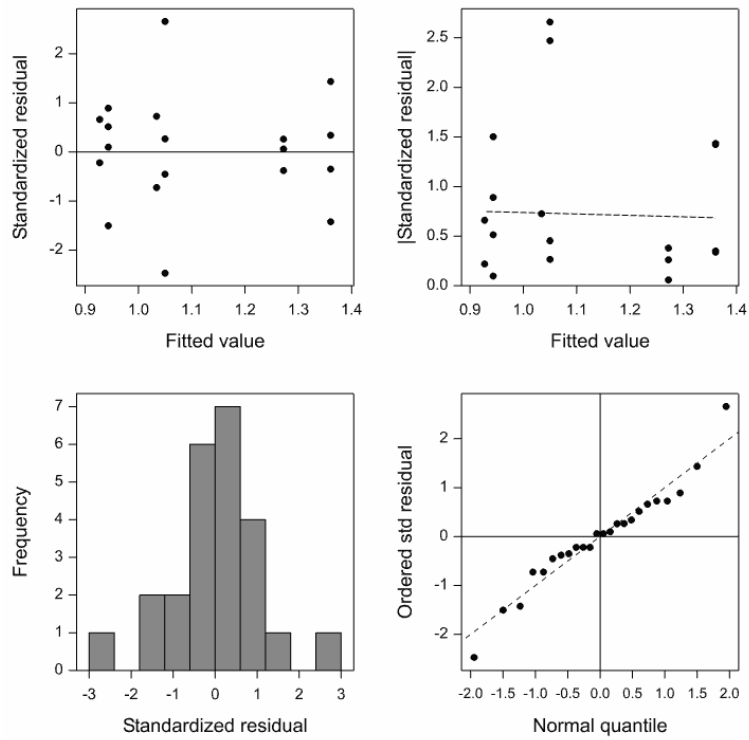 Standardized residual
2
1
0
-1
-2
0.9 1.0 1.1 1.2 1.3 1.4
Fitted value
|Standardized residual|
2.5
2.0
1.5
1.0
0.5
0.0
0.9 1.0 1.1 1.2 1.3 1.4
Fitted value
Frequency
7
6
5
4
3
2
1
0
-3 -2 -1 0 1 2 3
Standardized residual
Ordered std residual
2
1
0
-1
-2
-2.0 -1.5 -1.0 -0.5 0.0 0.5 1.0 1.5 2.0
Normal quantile